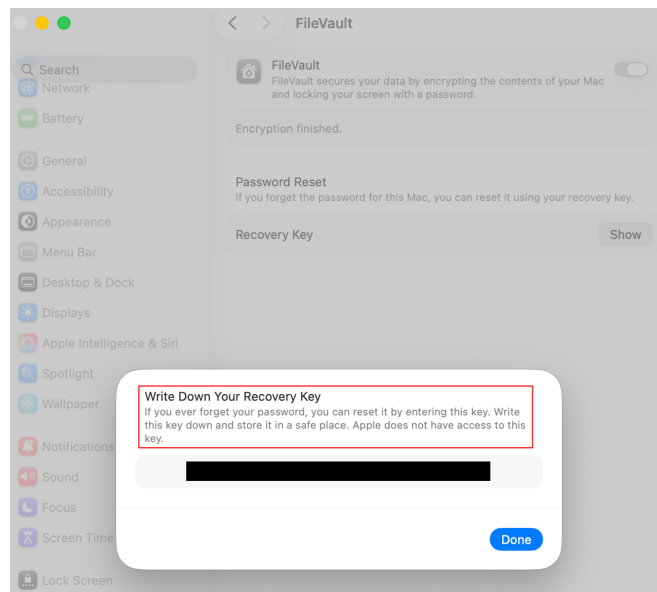 FileVault
Search
Network
Battery
General
Accessibility
Appearance
Menu Bar
Desktop & Dock
Displays
Apple Intelligence & Siri
Spotlight
Wallpaper
Notifications
Sound
Focus
Screen Time
Lock Screen
FileVault
FileVault secures your data by encrypting the contents of your Mac
and locking your screen with a password.
Encryption finished.
Password Reset
If you forget the password for this Mac, you can reset it using your recovery key.
Recovery Key
Show
Write Down Your Recovery Key
If you ever forget your password, you can reset it by entering this key. Write
this key down and store it in a safe place. Apple does not have access to this
key.
Done